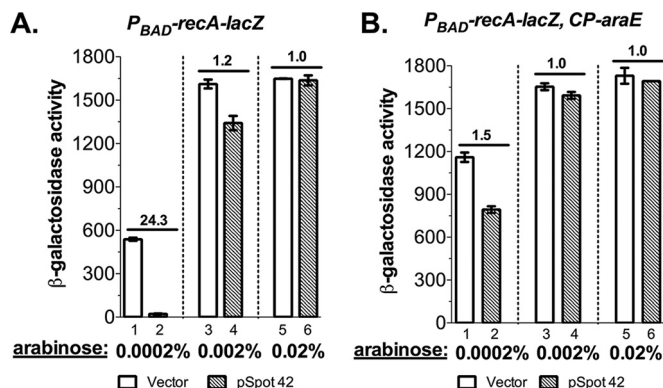 A.
P_BAD-recA-lacZ
β-galactosidase activity
1800
1500
1200
900
600
300
0
24.3
1.2
1.0
1 2 3 4 5 6
arabinose: 0.0002% 0.002% 0.02%
B.
P_BAD-recA-lacZ, CP-araE
β-galactosidase activity
1800
1500
1200
900
600
300
0
1.5
1.0
1.0
1 2 3 4 5 6
arabinose: 0.0002% 0.002% 0.02%
Vector pSpot 42
Vector pSpot 42